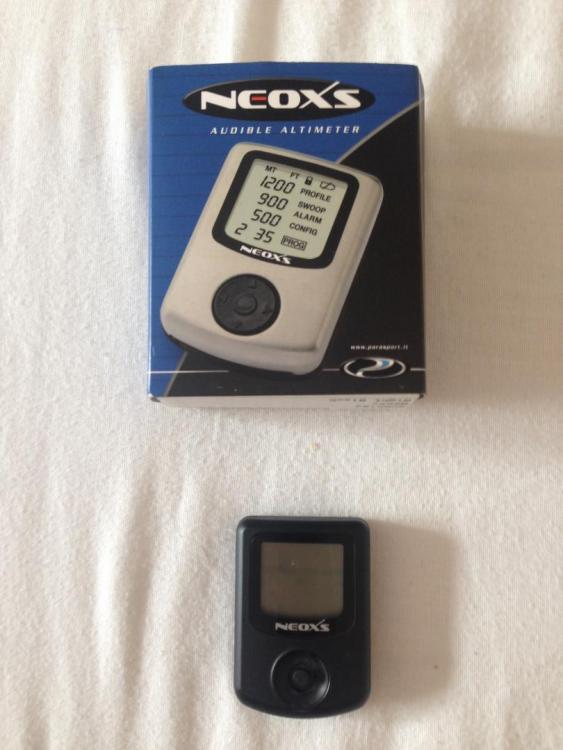 NEOX'S
AUDIBLE ALTIMETER
MT FT
1200 PROFILE
900 SWOOP
500 ALARM
2 35 CONFIG
PROG
NEOX'S
www.parasport.it
NEOX'S